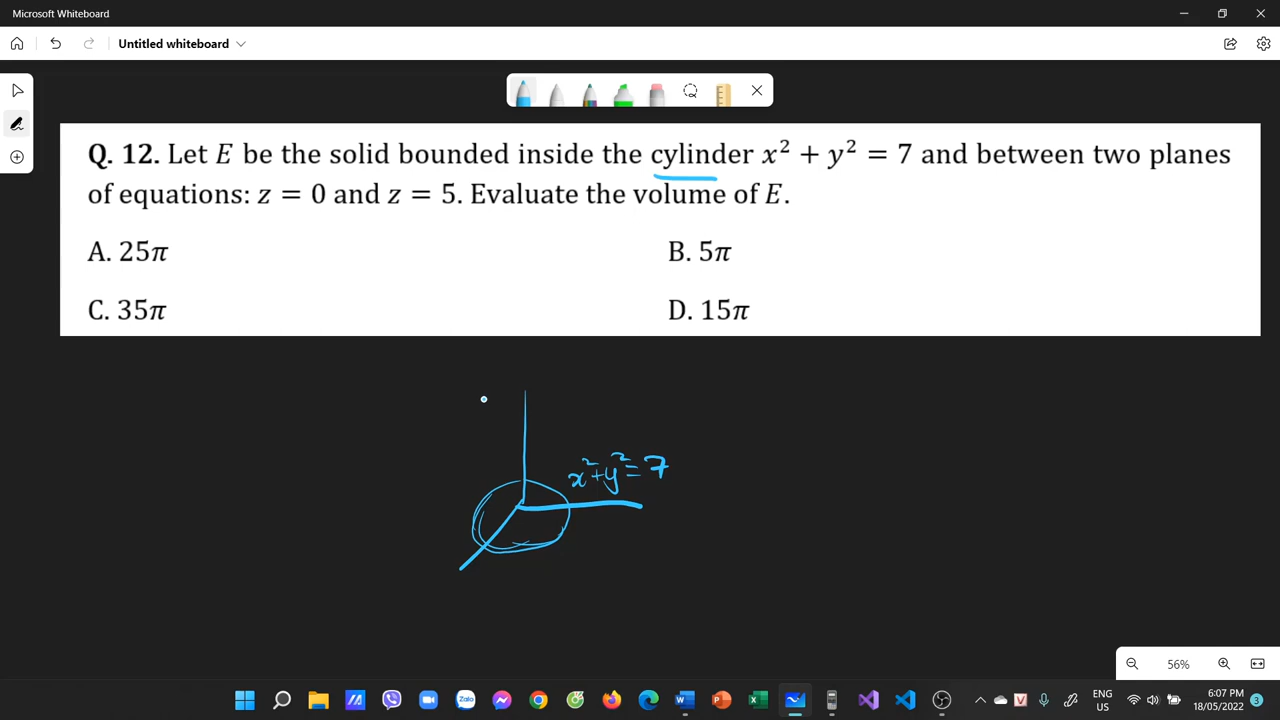 Microsoft Whiteboard
Untitled whiteboard
Q. 12. Let E be the solid bounded inside the cylinder x² + y² = 7 and between two planes
of equations: z = 0 and z = 5. Evaluate the volume of E.
A. 25π
B. 5π
C. 35π
D. 15π
x²+y²=7
56%
Zalo
V
ENG
US
6:07 PM
18/05/2022
3